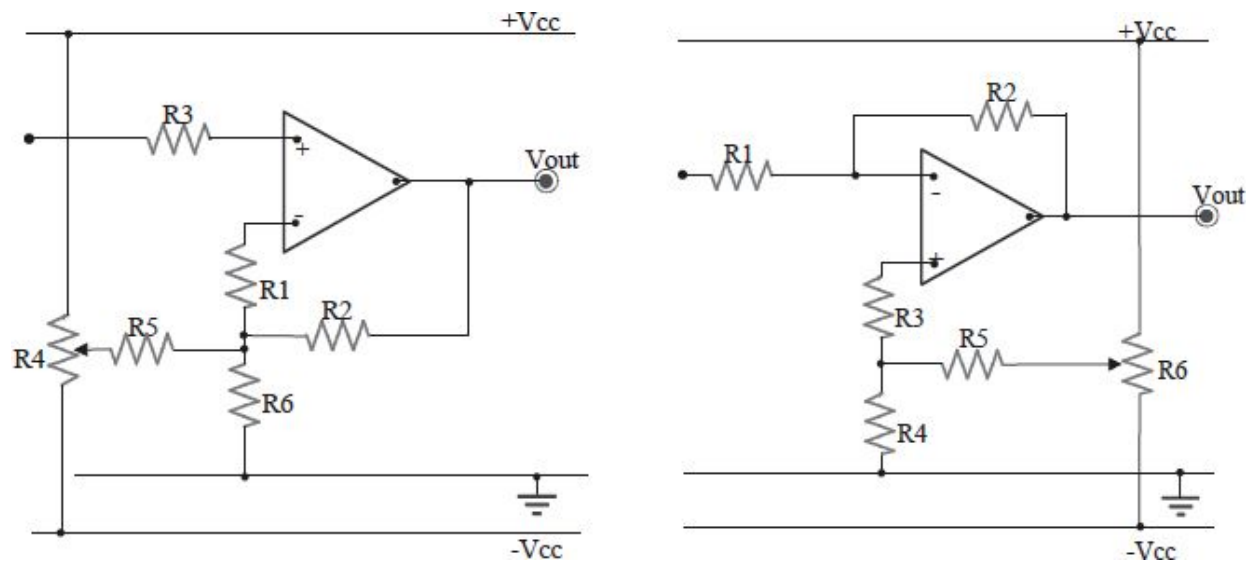 +Vcc
R3
+
Vout
-
R1
R2
R5
R4
R6
-Vcc
+Vcc
R2
R1
-
Vout
+
R3
R5
R6
R4
-Vcc